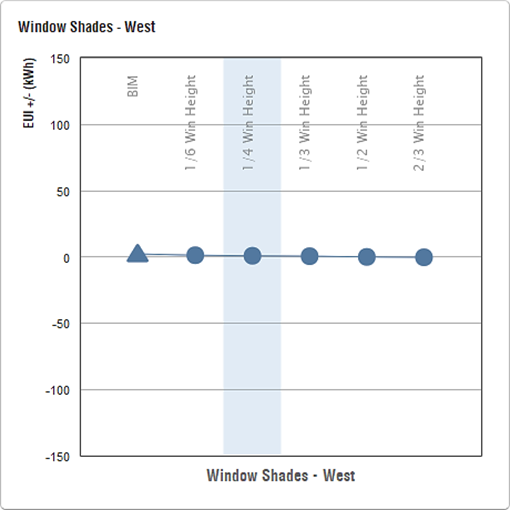 Window Shades - West
EUI +/- (kWh)
150
100
50
0
-50
-100
-150
BIM
1/6 Win Height
1/4 Win Height
1/3 Win Height
1/2 Win Height
2/3 Win Height
Window Shades - West